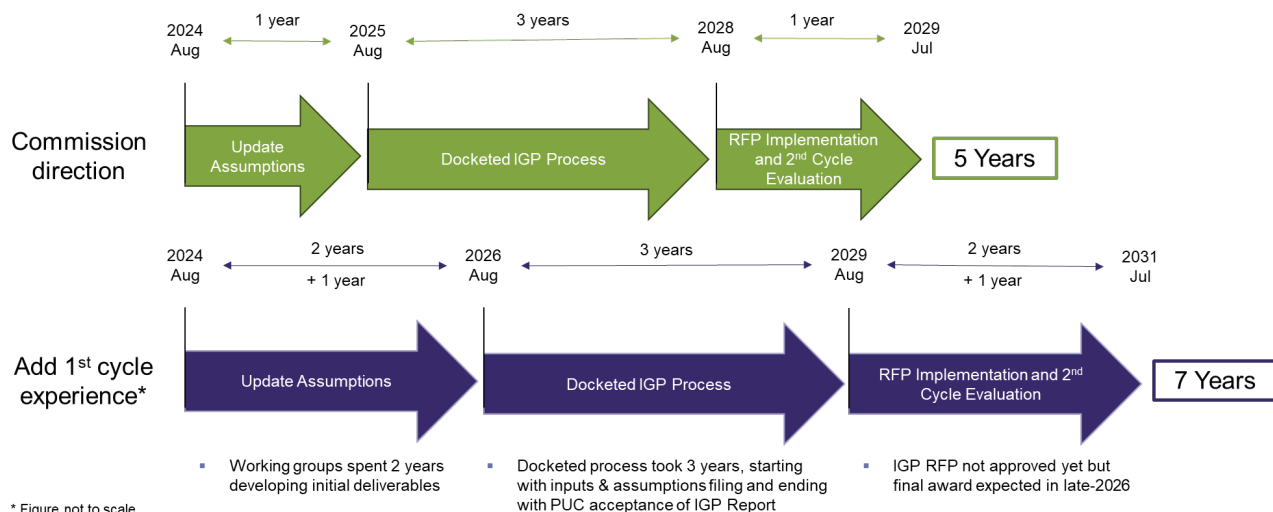 2024
Aug
1 year
2025
Aug
3 years
2028
Aug
1 year
2029
Jul
Commission
direction
Update
Assumptions
Docketed IGP Process
RFP Implementation
and 2nd Cycle
Evaluation
5 Years
2024
Aug
2 years
+ 1 year
2026
Aug
3 years
2029
Aug
2 years
+ 1 year
2031
Jul
Add 1st cycle
experience*
Update Assumptions
Docketed IGP Process
RFP Implementation and 2nd
Cycle Evaluation
7 Years
▪ Working groups spent 2 years
developing initial deliverables
▪ Docketed process took 3 years, starting
with inputs & assumptions filing and ending
with PUC acceptance of IGP Report
▪ IGP RFP not approved yet but
final award expected in late-2026
* Figure not to scale